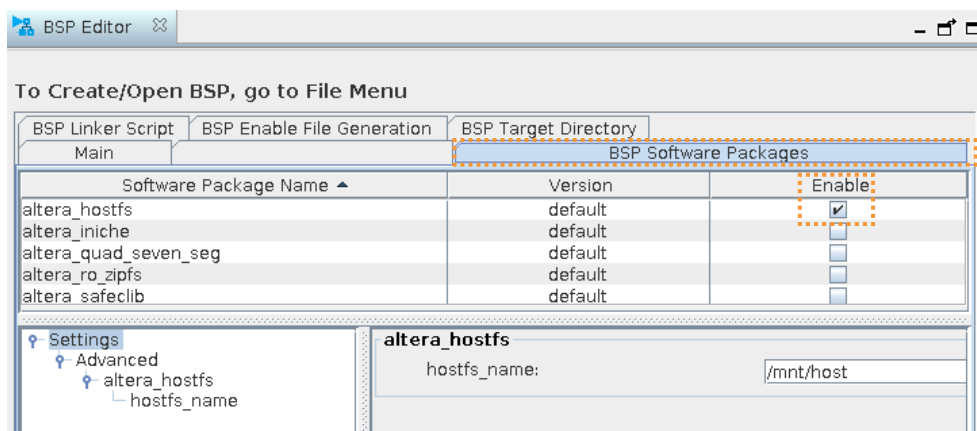 BSP Editor
To Create/Open BSP, go to File Menu
BSP Linker Script BSP Enable File Generation BSP Target Directory
Main BSP Software Packages
Software Package Name Version Enable
altera_hostfs default
altera_iniche default
altera_quad_seven_seg default
altera_ro_zipfs default
altera_safeclib default
Settings
Advanced
altera_hostfs
hostfs_name
altera_hostfs
hostfs_name: /mnt/host